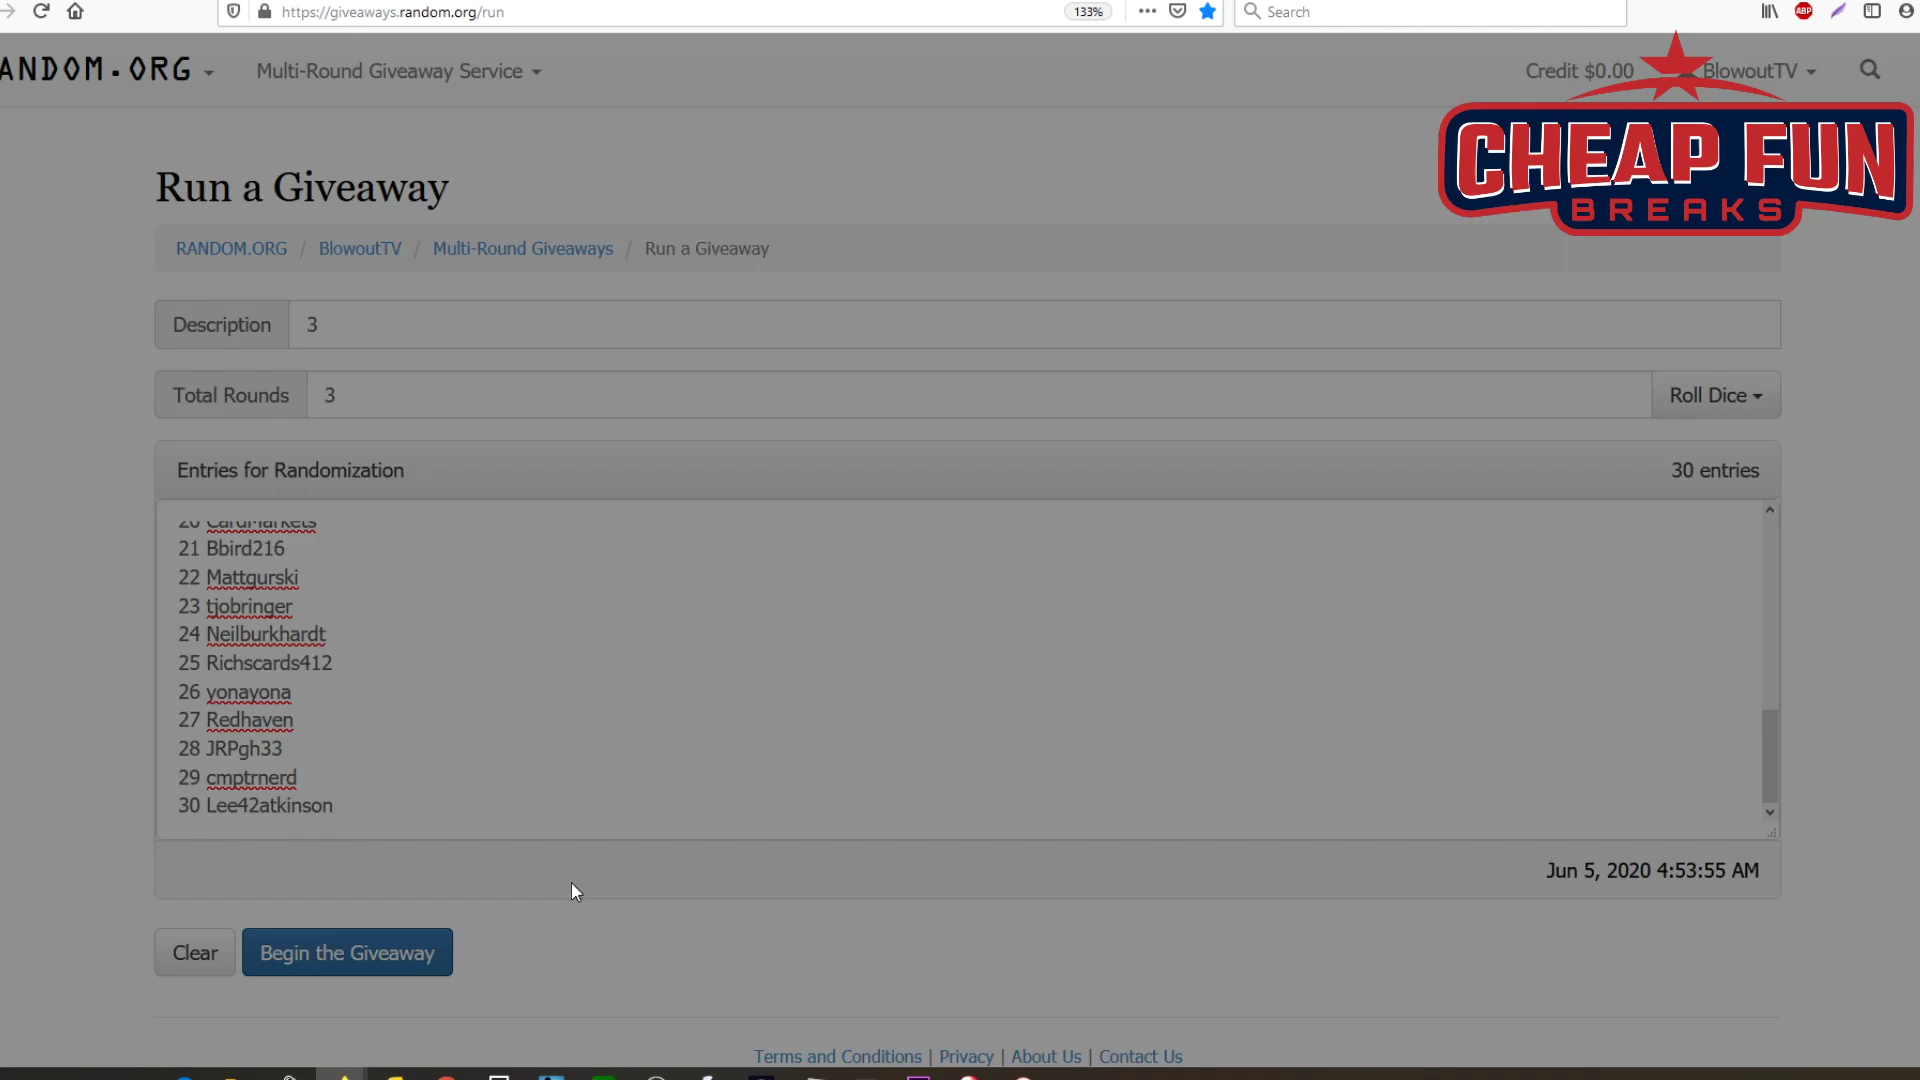 https://giveaways.random.org/run
133%
Search
ABP
ANDOM.ORG
Multi-Round Giveaway Service
Credit $0.00
BlowoutTV
CHEAP FUN
BREAKS
Run a Giveaway
RANDOM.ORG / BlowoutTV / Multi-Round Giveaways / Run a Giveaway
Description 3
Total Rounds 3
Roll Dice
Entries for Randomization
30 entries
20 CardMarkets
21 Bbird216
22 Mattgurski
23 tjobringer
24 Neilburkhardt
25 Richscards412
26 yonayona
27 Redhaven
28 JRPgh33
29 cmptrnerd
30 Lee42atkinson
Jun 5, 2020 4:53:55 AM
Clear
Begin the Giveaway
Terms and Conditions | Privacy | About Us | Contact Us